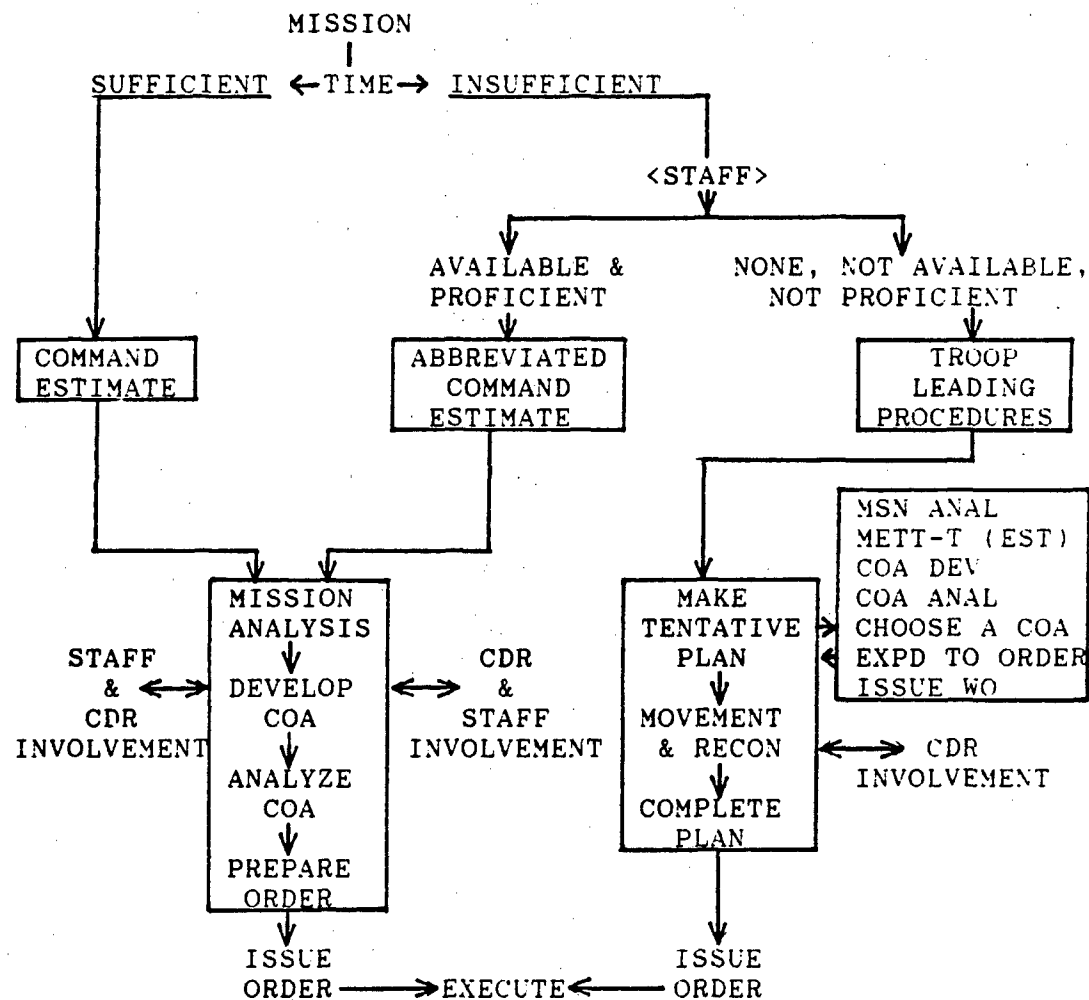 MISSION
SUFFICIENT TIME INSUFFICIENT
<STAFF>
AVAILABLE &
PROFICIENT
NONE, NOT AVAILABLE,
NOT PROFICIENT
COMMAND
ESTIMATE
ABBREVIATED
COMMAND
ESTIMATE
TROOP
LEADING
PROCEDURES
MISSION
ANALYSIS
DEVELOP
COA
ANALYZE
COA
PREPARE
ORDER
STAFF
&
CDR
INVOLVEMENT
CDR
&
STAFF
INVOLVEMENT
MAKE
TENTATIVE
PLAN
MOVEMENT
& RECON
COMPLETE
PLAN
MSN ANAL
METT-T (EST)
COA DEV
COA ANAL
CHOOSE A COA
EXPD TO ORDER
ISSUE WO
CDR
INVOLVEMENT
ISSUE
ORDER
EXECUTE
ISSUE
ORDER